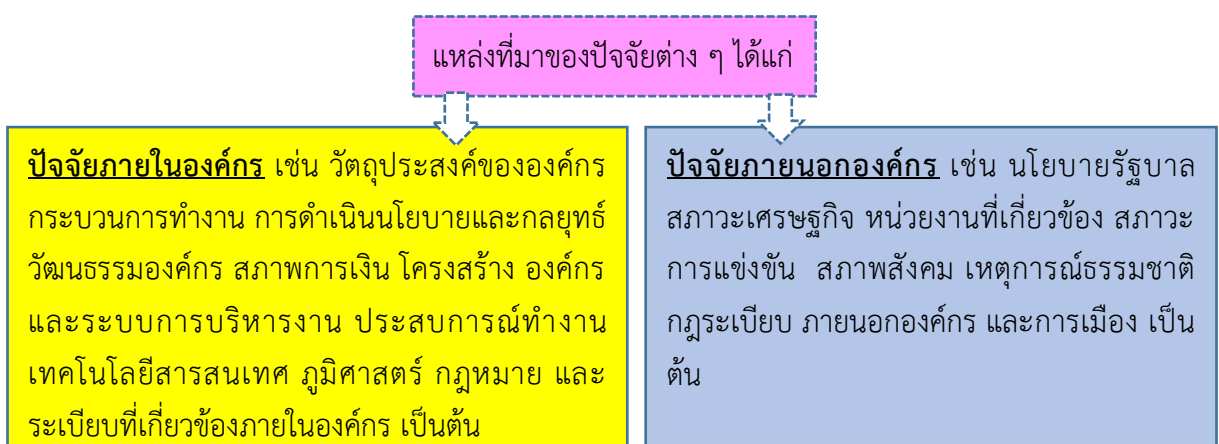 แหล่งที่มาของปัจจัยต่าง ๆ ได้แก่
ปัจจัยภายในองค์กร เช่น วัตถุประสงค์ขององค์กร
กระบวนการทำงาน การดำเนินนโยบายและกลยุทธ์
วัฒนธรรมองค์กร สภาพการเงิน โครงสร้าง องค์กร
และระบบการบริหารงาน ประสบการณ์ทำงาน
เทคโนโลยีสารสนเทศ ภูมิศาสตร์ กฎหมาย และ
ระเบียบที่เกี่ยวข้องภายในองค์กร เป็นต้น
ปัจจัยภายนอกองค์กร เช่น นโยบายรัฐบาล
สภาวะเศรษฐกิจ หน่วยงานที่เกี่ยวข้อง สภาวะ
การแข่งขัน สภาพสังคม เหตุการณ์ธรรมชาติ
กฎระเบียบ ภายนอกองค์กร และการเมือง เป็น
ต้น